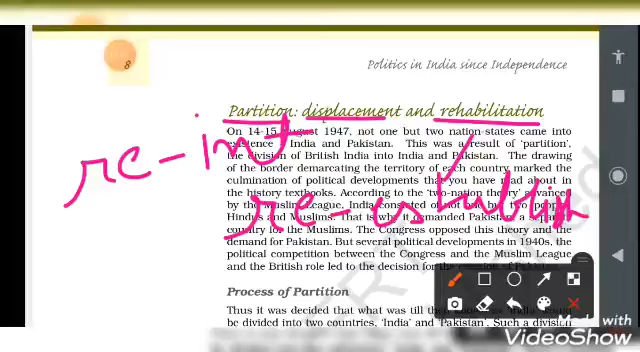 8
Politics in India since Independence
Partition: displacement and rehabilitation
On 14-15 August 1947, not one but two nation-states came into
existence India and Pakistan. This was a result of ‘partition’,
the division of British India into India and Pakistan. The drawing
of the border demarcating the territory of each country marked the
culmination of political developments that you have read about in
the history textbooks. According to the ‘two-nation theory’ advanced
by the Muslim League, India consisted of not one but two ‘people’,
Hindus and Muslims. That is why it demanded Pakistan, a separate
country for the Muslims. The Congress opposed this theory and the
demand for Pakistan. But several political developments in 1940s, the
political competition between the Congress and the Muslim League
and the British role led to the decision for the creation of Pakistan.
re-int
re-establish
Process of Partition
Thus it was decided that what was till then known as ‘India’ would
be divided into two countries, ‘India’ and ‘Pakistan’. Such a division
Recorded with
VideoShow